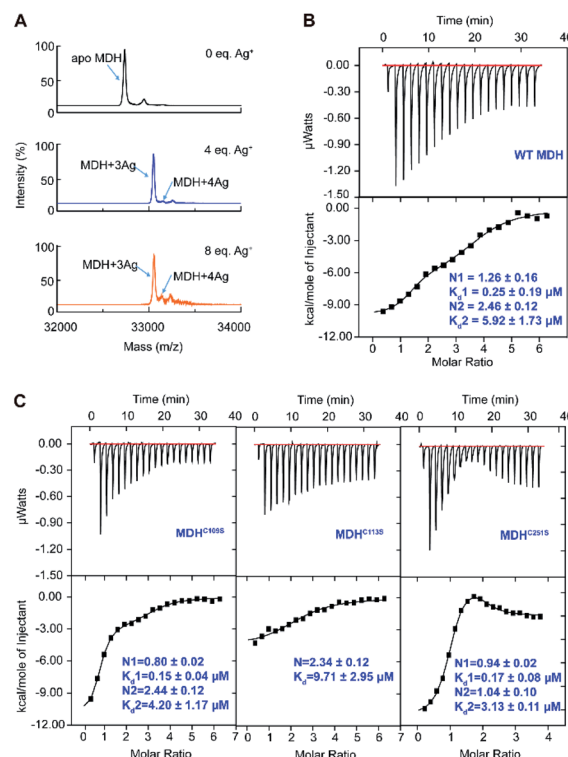 A
100
50
apo MDH
0 eq. Ag⁺
Intensity (%)
100
50
MDH+3Ag
MDH+4Ag
4 eq. Ag⁺
100
50
MDH+3Ag
MDH+4Ag
8 eq. Ag⁺
32000 33000 34000
Mass (m/z)
B
Time (min)
0 10 20 30 40
0.00
-0.30
-0.60
-0.90
-1.20
-1.50
µWatts
WT MDH
0.00
-3.00
-6.00
-9.00
-12.00
kcal/mole of Injectant
N1 = 1.26 ± 0.16
Kd1 = 0.25 ± 0.19 µM
N2 = 2.46 ± 0.12
Kd2 = 5.92 ± 1.73 µM
0 1 2 3 4 5 6 7
Molar Ratio
C
Time (min) Time (min) Time (min)
0 10 20 30 40 0 10 20 30 40 0 10 20 30 40
0.00
-0.30
-0.60
-0.90
-1.20
-1.50
µWatts
MDHC109S
MDHC113S
MDHC251S
0.00
-3.00
-6.00
-9.00
-12.00
kcal/mole of Injectant
N1=0.80 ± 0.02
Kd1=0.15 ± 0.04 µM
N2=2.44 ± 0.12
Kd2=4.20 ± 1.17 µM
N=2.34 ± 0.12
Kd=9.71 ± 2.95 µM
N1=0.94 ± 0.02
Kd1=0.17 ± 0.08 µM
N2=1.04 ± 0.10
Kd2=3.13 ± 0.11 µM
0 1 2 3 4 5 6 7 0 1 2 3 4 5 6 7 0 1 2 3 4
Molar Ratio Molar Ratio Molar Ratio